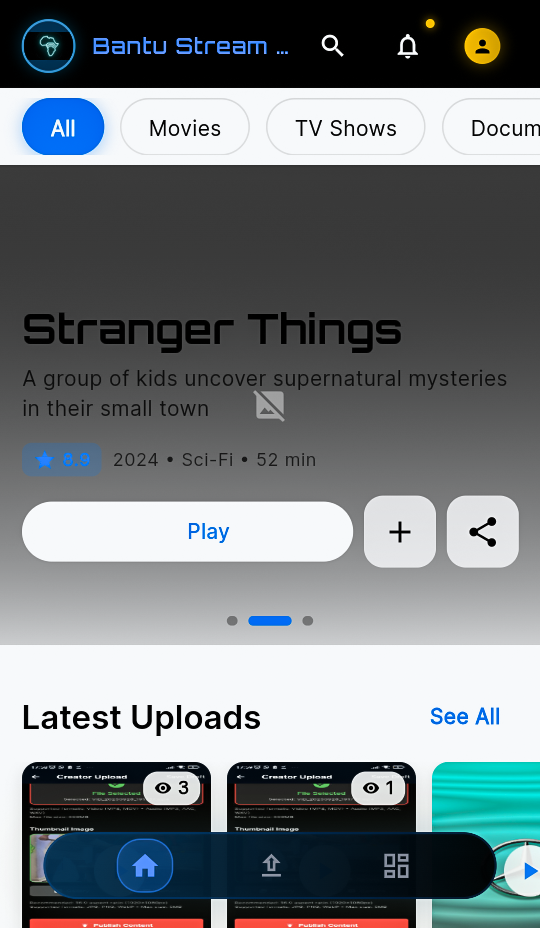 Bantu Stream ...
All
Movies
TV Shows
Docum
Stranger Things
A group of kids uncover supernatural mysteries
in their small town
8.9
2024 • Sci-Fi • 52 min
Play
Latest Uploads
See All
Creator Upload
3
File Selected
Thumbnail Image
Publish Content
Creator Upload
1
File Selected
Thumbnail Image
Publish Content